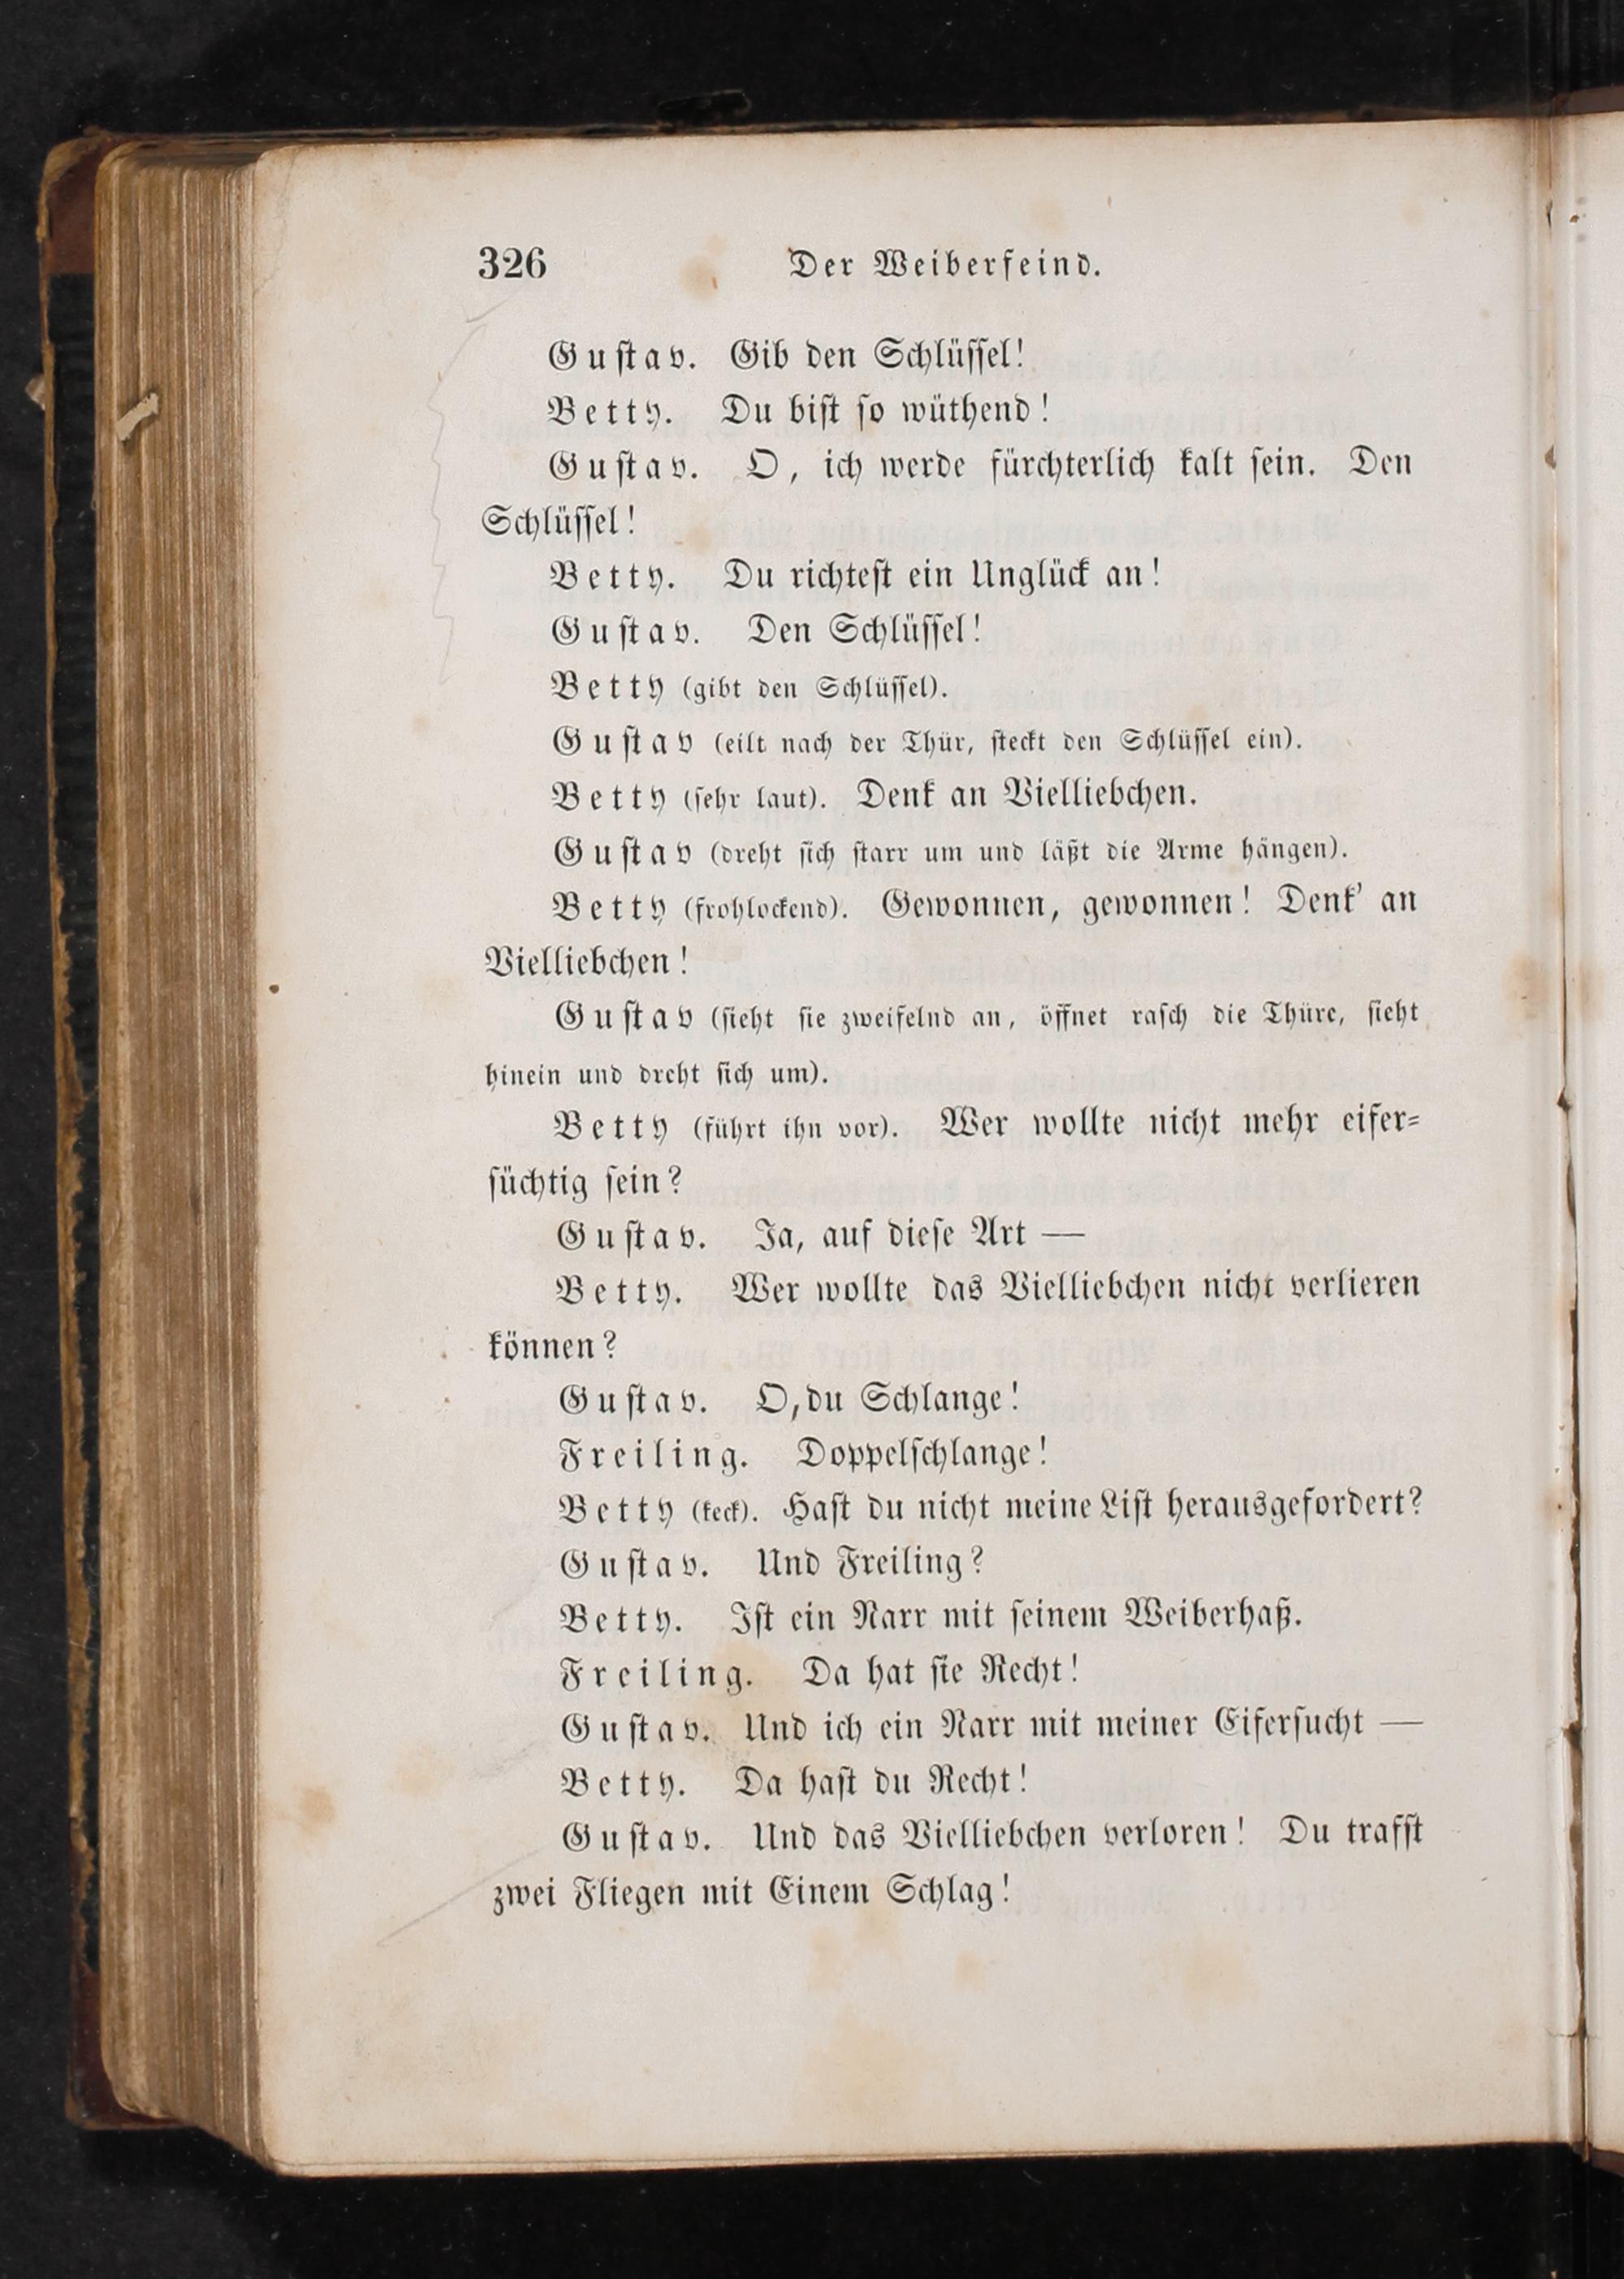 326 Der Weiberfeind.
Gustav. Gib den Schlüssel!
Betty. Du bist so wüthend!
Gustav. O, ich werde fürchterlich kalt sein. Den
Schlüssel!
Betty. Du richtest ein Unglück an!
Gustav. Den Schlüssel!
Betty (gibt den Schlüssel).
Gustav (eilt nach der Thür, steckt den Schlüssel ein).
Betty (sehr laut). Denk an Vielliebchen.
Gustav (dreht sich starr um und läßt die Arme hängen).
Betty (frohlockend). Gewonnen, gewonnen! Denk' an
Vielliebchen!
Gustav (sieht sie zweifelnd an, öffnet rasch die Thüre, sieht
hinein und dreht sich um).
Betty (führt ihn vor). Wer wollte nicht mehr eifer=
süchtig sein?
Gustav. Ja, auf diese Art —
Betty. Wer wollte das Vielliebchen nicht verlieren
können?
Gustav. O, du Schlange!
Freiling. Doppelschlange!
Betty (keck). Hast du nicht meine List herausgefordert?
Gustav. Und Freiling?
Betty. Ist ein Narr mit seinem Weiberhaß.
Freiling. Da hat sie Recht!
Gustav. Und ich ein Narr mit meiner Eifersucht —
Betty. Da hast du Recht!
Gustav. Und das Vielliebchen verloren! Du trafst
zwei Fliegen mit Einem Schlag!